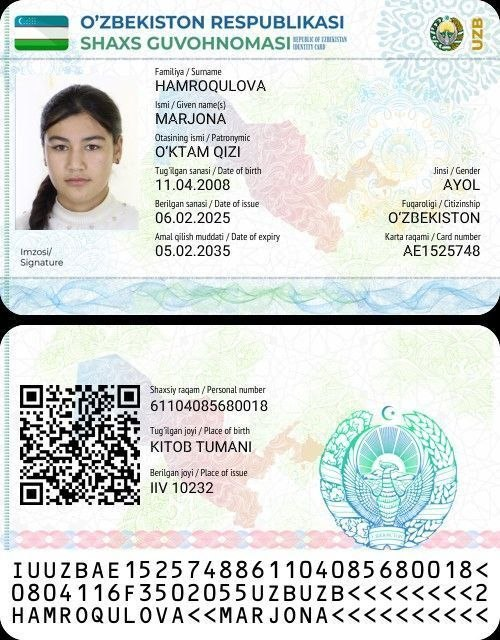 O'ZBEKISTON RESPUBLIKASI
SHAXS GUVOHNOMASI REPUBLIC OF UZBEKISTAN
IDENTITY CARD
UZB
Familiya / Surname
HAMROQULOVA
Ismi / Given name(s)
MARJONA
Otasining ismi / Patronymic
O'KTAM QIZI
Tug'ilgan sanasi / Date of birth
11.04.2008
Jinsi / Gender
AYOL
Berilgan sanasi / Date of issue
06.02.2025
Fuqaroligi / Citizenship
O'ZBEKISTON
Amal qilish muddati / Date of expiry
05.02.2035
Karta raqami / Card number
AE1525748
Imzosi/
Signature
Shaxsiy raqam / Personal number
61104085680018
Tug'ilgan joyi / Place of birth
KITOB TUMANI
Berilgan joyi / Place of issue
IIV 10232
IUUZBAE1525748861104085680018<
0804116F3502055UZBUZB<<<<<<<2
HAMROQULOVA<<MARJONA<<<<<<<<<<